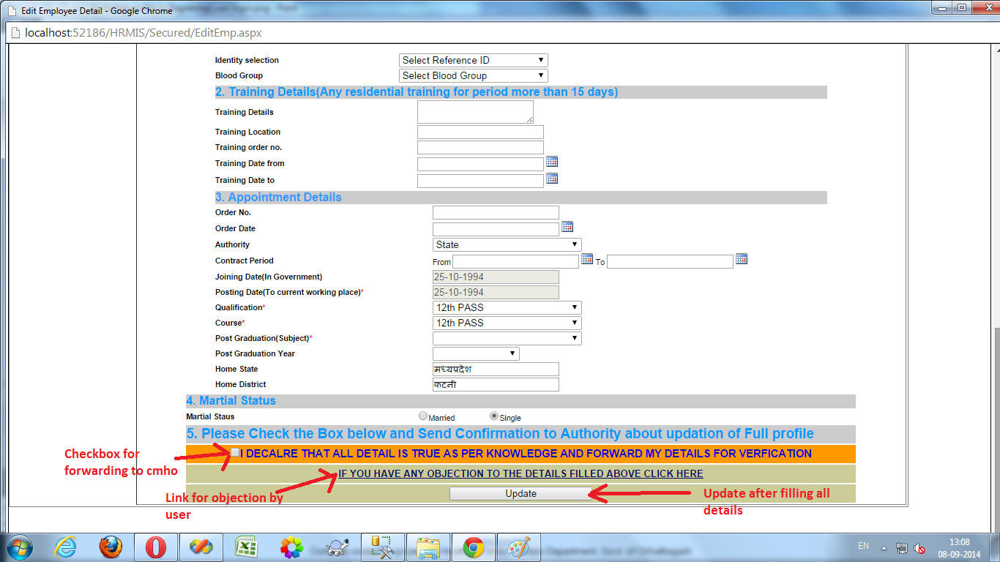 Edit Employee Detail - Google Chrome
localhost:52186/HRMIS/Secured/EditEmp.aspx
Identity selection Select Reference ID
Blood Group Select Blood Group
2. Training Details(Any residential training for period more than 15 days)
Training Details
Training Location
Training order no.
Training Date from
Training Date to
3. Appointment Details
Order No.
Order Date
Authority State
Contract Period From To
Joining Date(In Government) 25-10-1994
Posting Date(To current working place)* 25-10-1994
Qualification* 12th PASS
Course* 12th PASS
Post Graduation(Subject)*
Post Graduation Year
Home State मध्यप्रदेश
Home District कटनी
4. Martial Status
Martial Staus Married Single
5. Please Check the Box below and Send Confirmation to Authority about updation of Full profile
Checkbox for
forwarding to cmho
I DECALRE THAT ALL DETAIL IS TRUE AS PER KNOWLEDGE AND FORWARD MY DETAILS FOR VERFICATION
IF YOU HAVE ANY OBJECTION TO THE DETAILS FILLED ABOVE CLICK HERE
Link for objection by
user
Update
Update after filling all
details
EN
13:08
08-09-2014